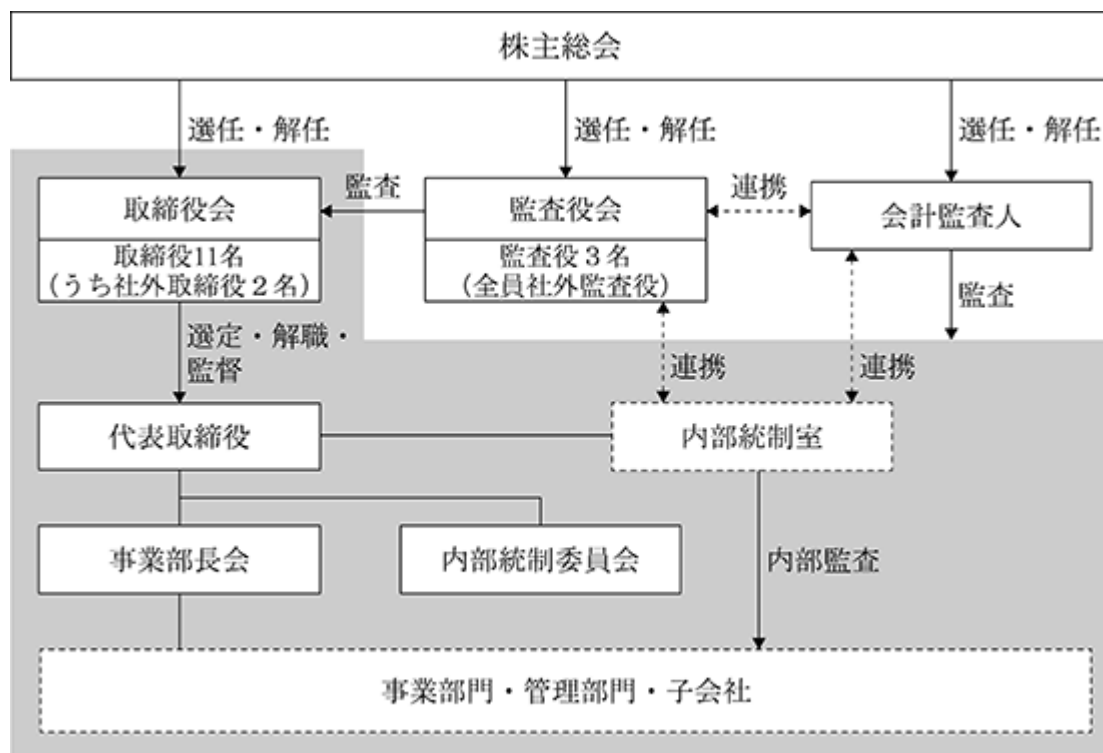 株主総会
選任・解任
選任・解任
選任・解任
取締役会
監査
監査役会
連携
会計監査人
取締役11名
(うち社外取締役2名)
監査役3名
(全員社外監査役)
監査
選定・解職・
監督
連携
連携
代表取締役
内部統制室
事業部長会
内部統制委員会
内部監査
事業部門・管理部門・子会社